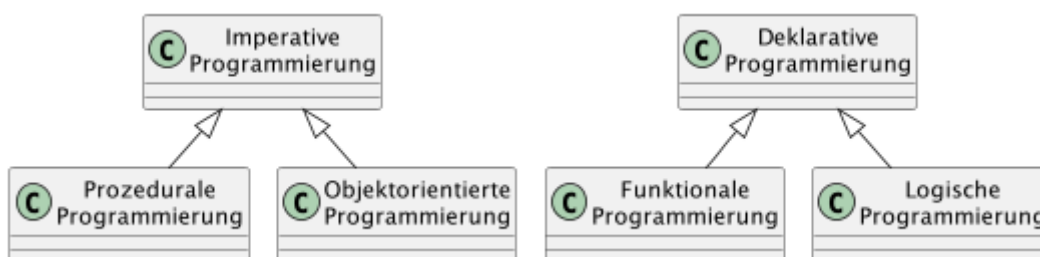 C Imperative
Programmierung
C Deklarative
Programmierung
C Prozedurale
Programmierung
C Objektorientierte
Programmierung
C Funktionale
Programmierung
C Logische
Programmierung